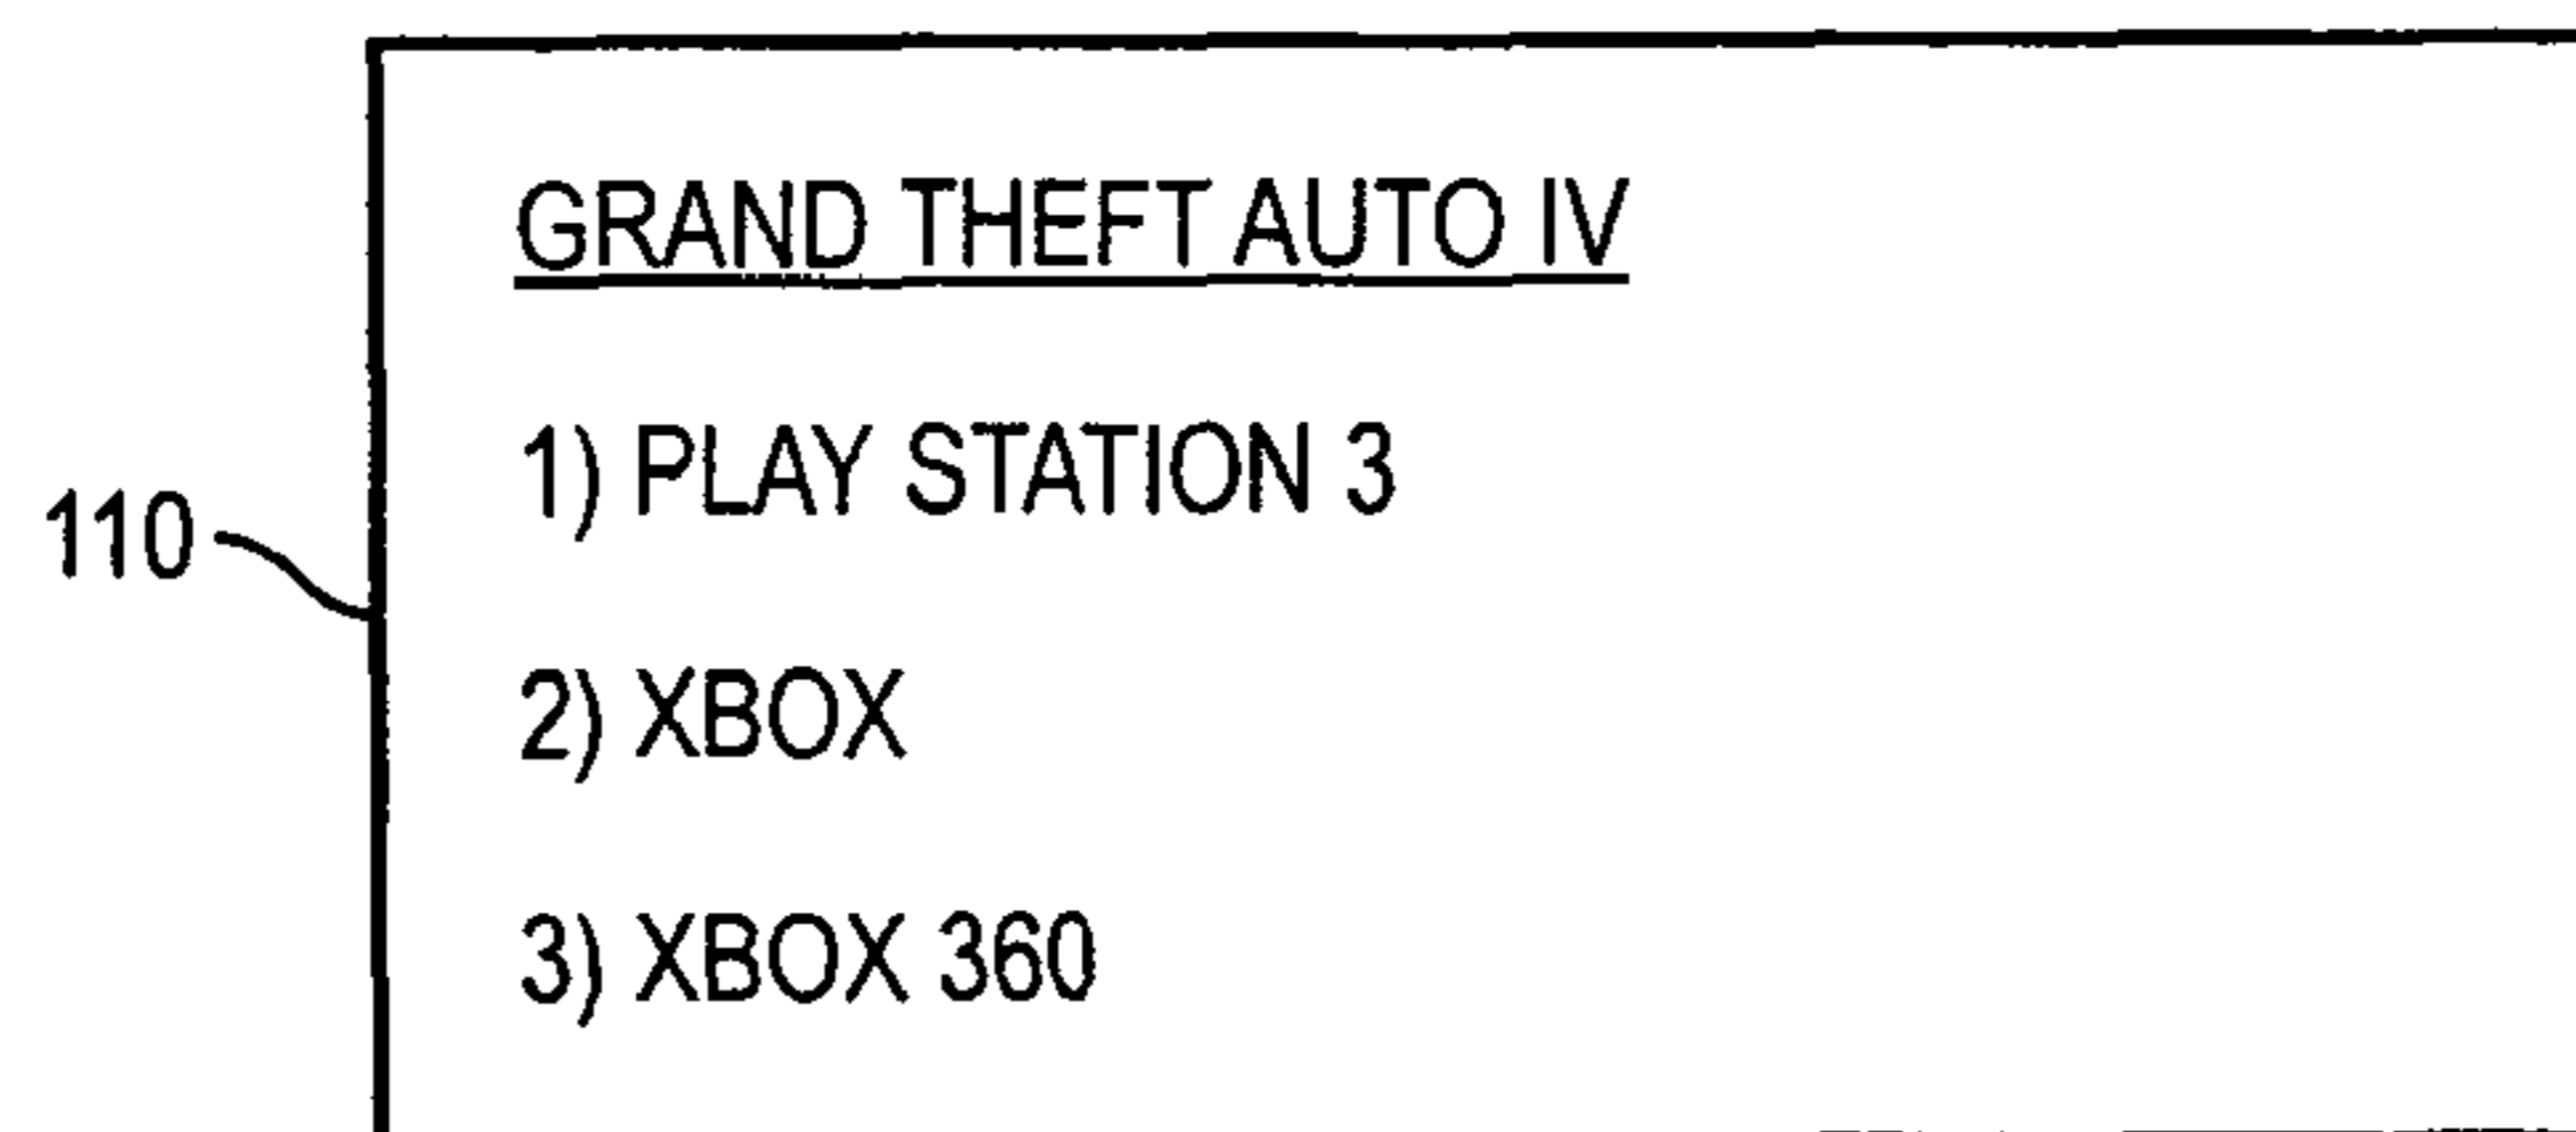 GRAND THEFT AUTO IV
1) PLAY STATION 3
110
2) XBOX
3) XBOX 360